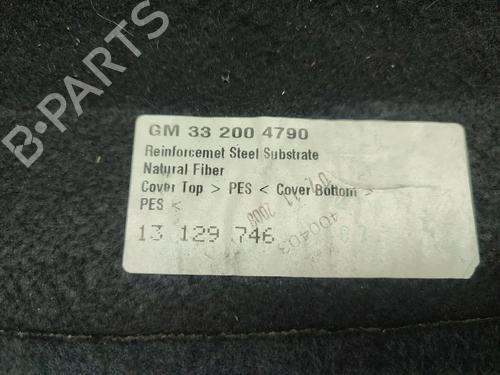 GM 33 200 4790
Reinforcemet Steel Substrate
Natural Fiber
Cover Top > PES < Cover Bottom >
PES <
13 129 746
400403
B-PARTS